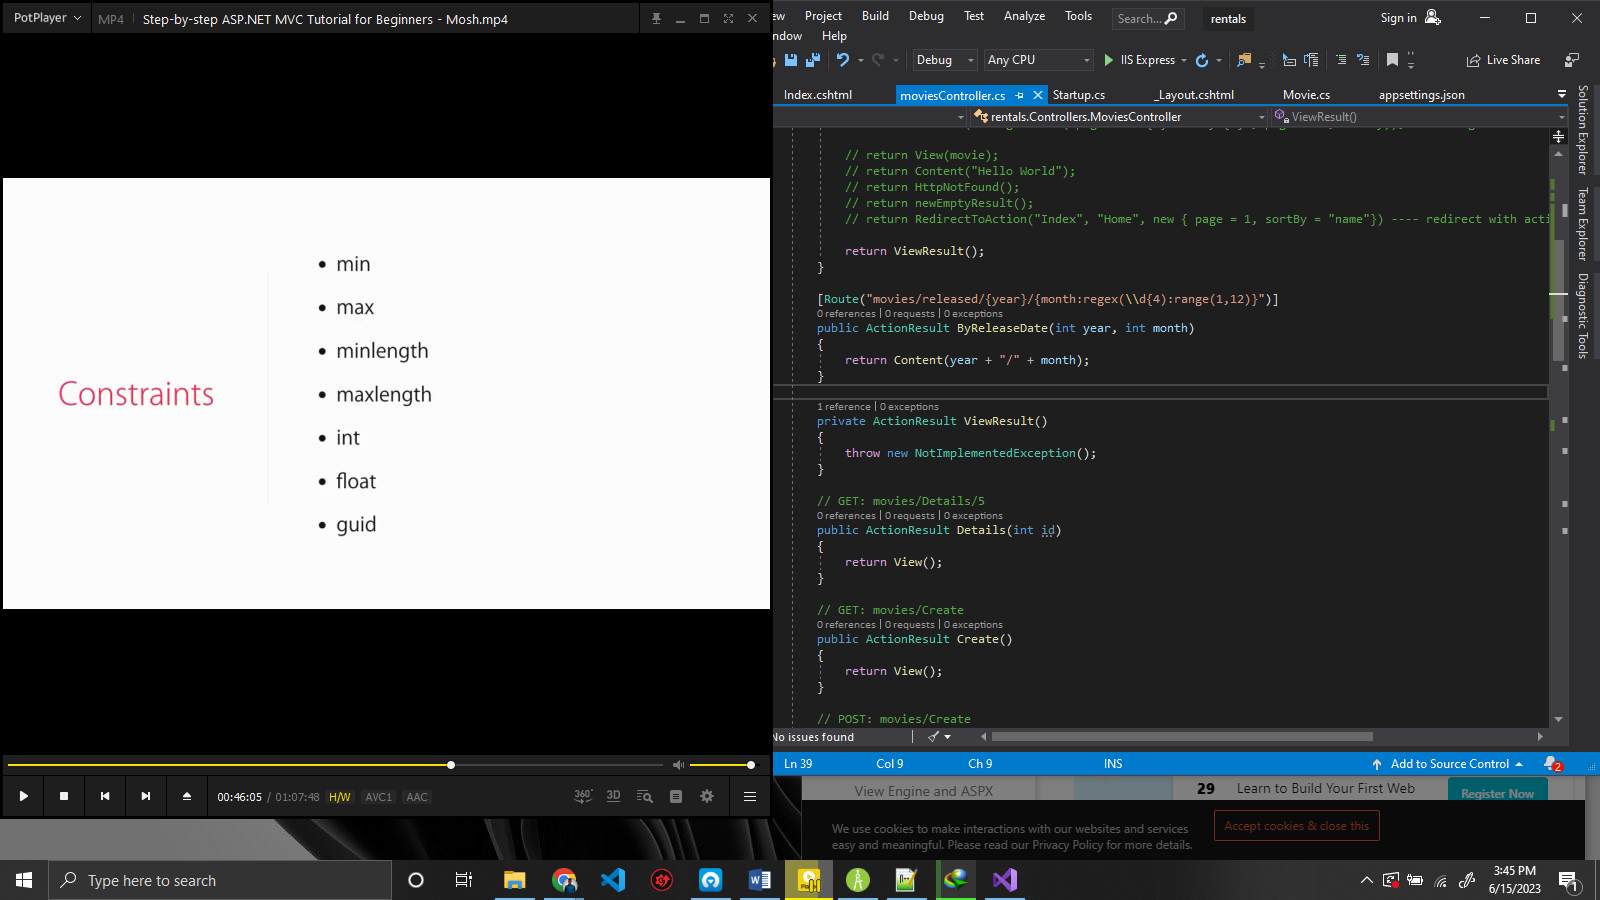 PotPlayer
MP4
Step-by-step ASP.NET MVC Tutorial for Beginners - Mosh.mp4
Constraints
min
max
minlength
maxlength
int
float
guid
00:46:05 / 01:07:48 H/W AVC1 AAC
360°
3D
Project Build Debug Test Analyze Tools Search... rentals Sign in
Help
Debug Any CPU IIS Express Live Share
Index.cshtml moviesController.cs Startup.cs _Layout.cshtml Movie.cs appsettings.json
rentals.Controllers.MoviesController ViewResult()
// return View(movie);
// return Content("Hello World");
// return HttpNotFound();
// return newEmptyResult();
// return RedirectToAction("Index", "Home", new { page = 1, sortBy = "name"}) ---- redirect with acti
return ViewResult();
}
[Route("movies/released/{year}/{month:regex(\\d{4):range(1,12)}")]
0 references | 0 requests | 0 exceptions
public ActionResult ByReleaseDate(int year, int month)
{
return Content(year + "/" + month);
}
1 reference | 0 exceptions
private ActionResult ViewResult()
{
throw new NotImplementedException();
}
// GET: movies/Details/5
0 references | 0 requests | 0 exceptions
public ActionResult Details(int id)
{
return View();
}
// GET: movies/Create
0 references | 0 requests | 0 exceptions
public ActionResult Create()
{
return View();
}
// POST: movies/Create
No issues found
Ln 39 Col 9 Ch 9 INS Add to Source Control 2
Solution Explorer
Team Explorer
Diagnostic Tools
View Engine and ASPX
29 Learn to Build Your First Web
Register Now
We use cookies to make interactions with our websites and services
easy and meaningful. Please read our Privacy Policy for more details.
Accept cookies & close this
Type here to search
3:45 PM
6/15/2023
1